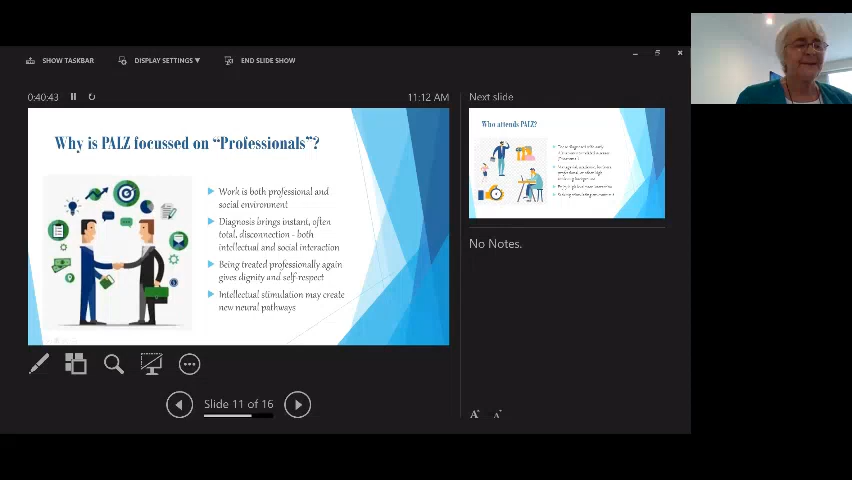 SHOW TASKBAR
DISPLAY SETTINGS ▼
END SLIDE SHOW
0:40:43
11:12 AM
Why is PALZ focussed on “Professionals”?
Work is both professional and
social environment
Diagnosis brings instant, often
total, disconnection - both
intellectual and social interaction
Being treated professionally again
gives dignity and self-respect
Intellectual stimulation may create
new neural pathways
Slide 11 of 16
Next slide
Who attends PALZ?
No Notes.
A A